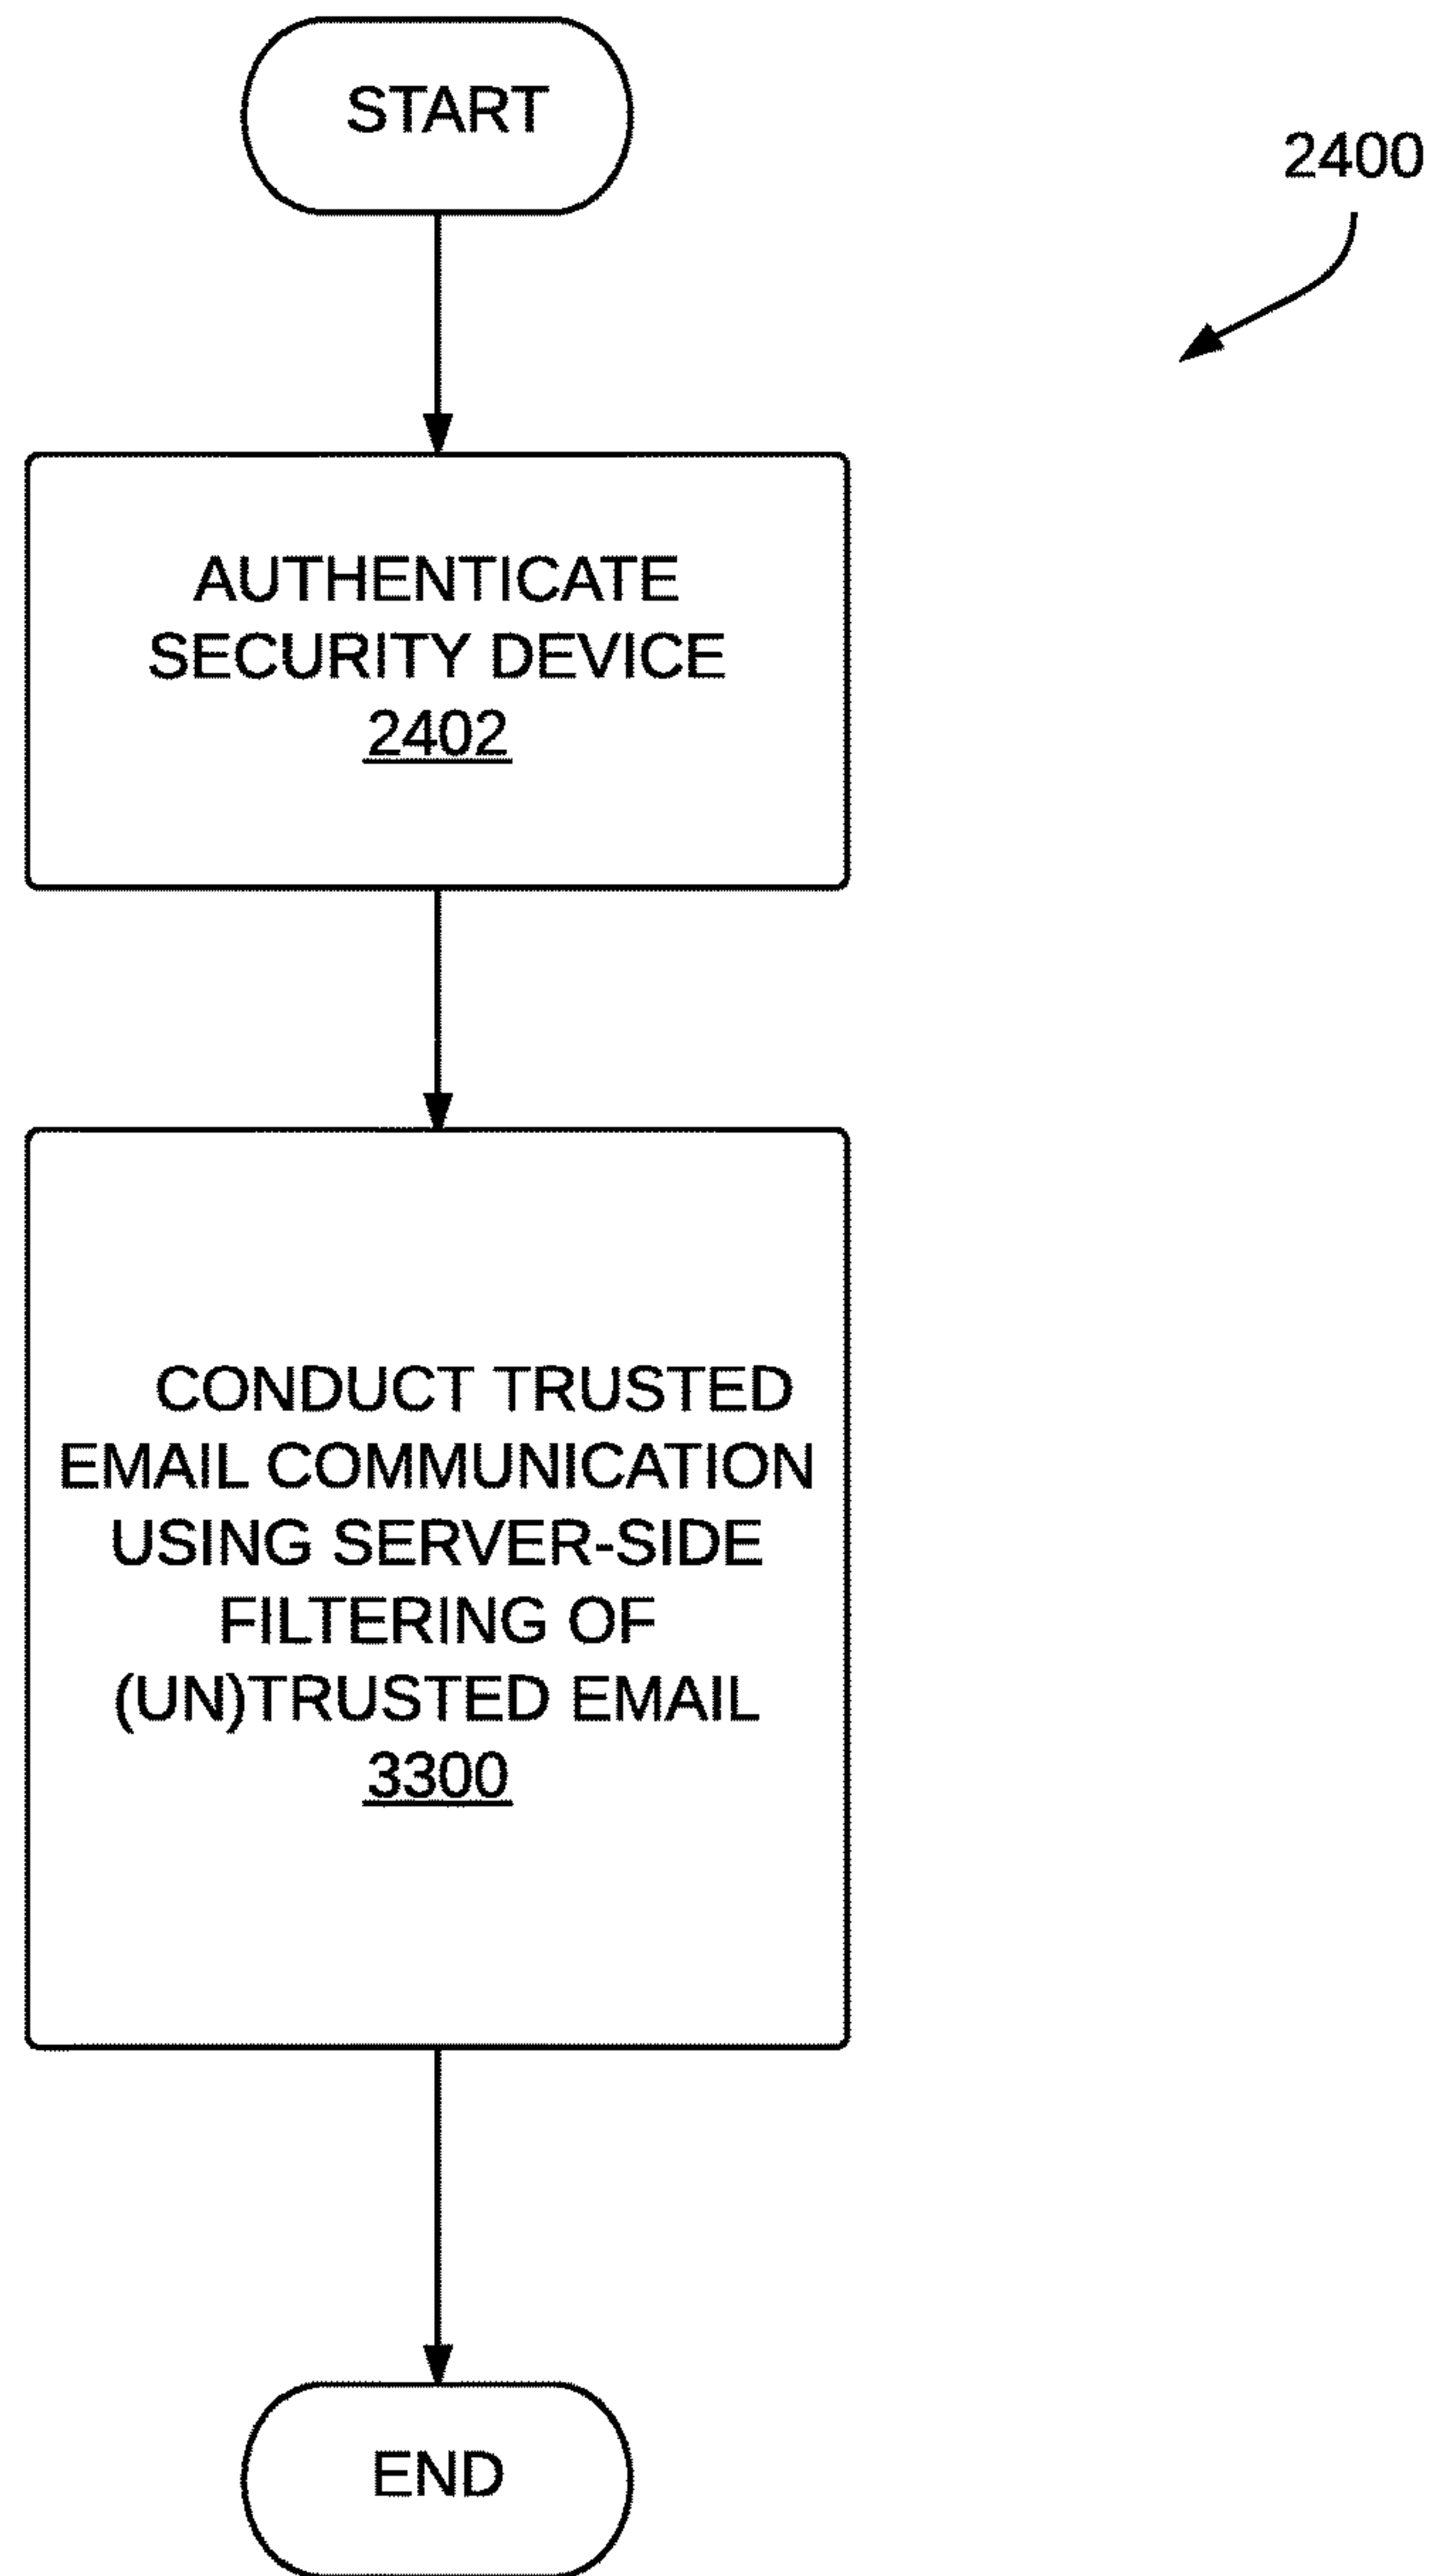 START
2400
AUTHENTICATE
SECURITY DEVICE
2402
CONDUCT TRUSTED
EMAIL COMMUNICATION
USING SERVER-SIDE
FILTERING OF
(UN)TRUSTED EMAIL
3300
END